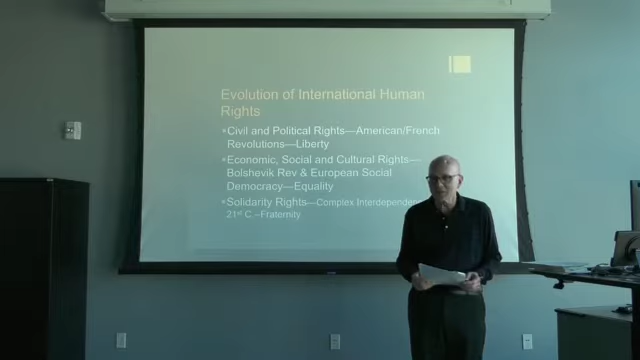 Evolution of International Human
Rights
▪Civil and Political Rights—American/French
Revolutions—Liberty
▪Economic, Social and Cultural Rights—
Bolshevik Rev & European Social
Democracy—Equality
▪Solidarity Rights—Complex
21st C.–Fraternity